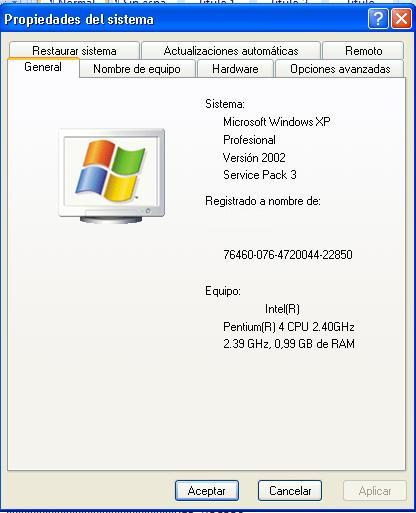 Propiedades del sistema
Restaurar sistema Actualizaciones automáticas Remoto
General Nombre de equipo Hardware Opciones avanzadas
Sistema:
Microsoft Windows XP
Profesional
Versión 2002
Service Pack 3
Registrado a nombre de:
76460-076-4720044-22850
Equipo:
Intel(R)
Pentium(R) 4 CPU 2.40GHz
2.39 GHz, 0,99 GB de RAM
Aceptar Cancelar Aplicar